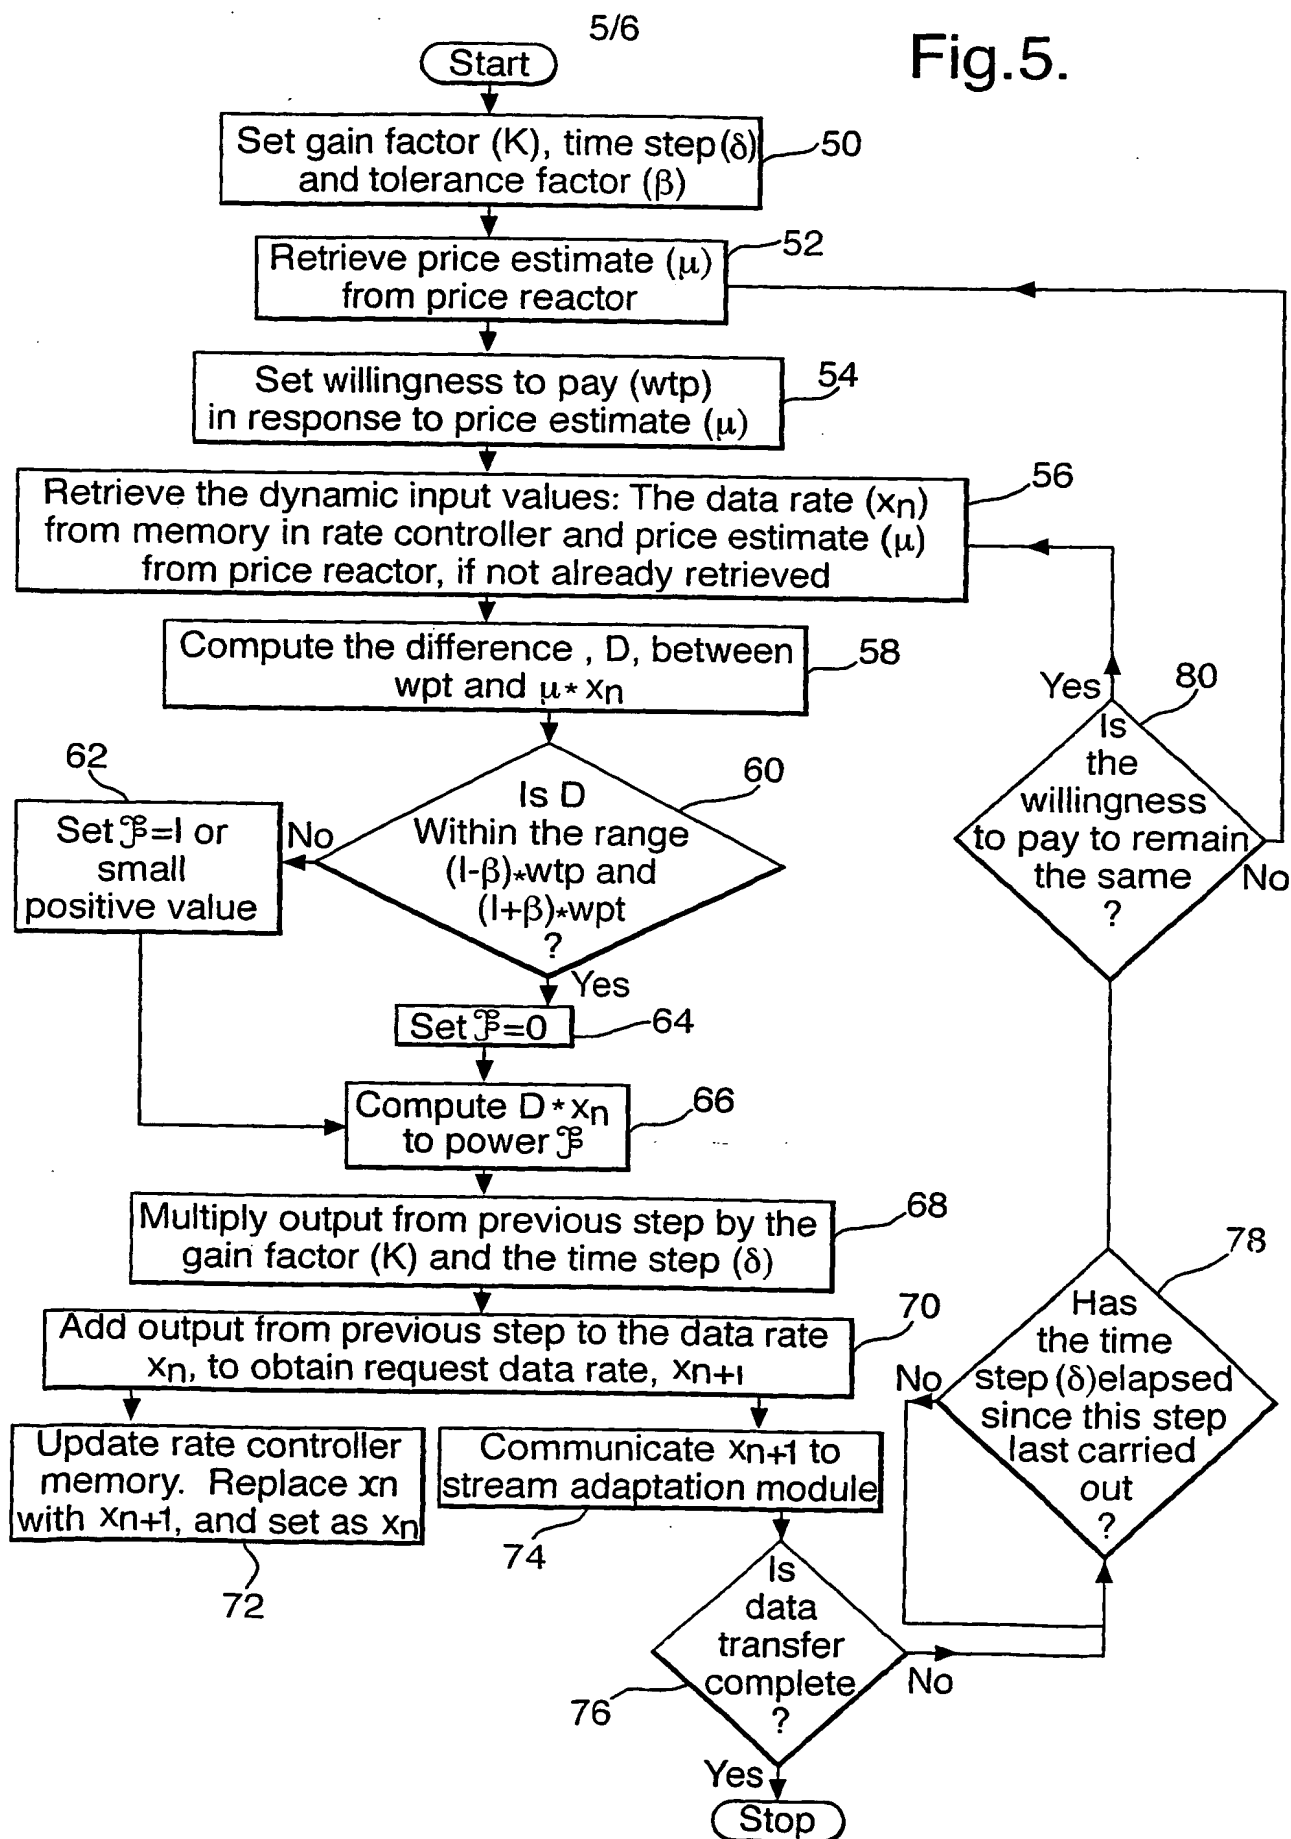 5/6
Fig.5.
Start
Set gain factor (K), time step (δ)
and tolerance factor (β)
50
Retrieve price estimate (μ)
from price reactor
52
Set willingness to pay (wtp)
in response to price estimate (μ)
54
Retrieve the dynamic input values: The data rate (xn)
from memory in rate controller and price estimate (μ)
from price reactor, if not already retrieved
56
Compute the difference , D, between
wpt and μ * xn
58
Is D
Within the range
(I-β)*wtp and
(I+β)*wpt
?
60
No
Yes
62
Set ℱ=I or
small
positive value
Set ℱ=0
64
Compute D * xn
to power ℱ
66
Multiply output from previous step by the
gain factor (K) and the time step (δ)
68
Add output from previous step to the data rate
xn, to obtain request data rate, xn+I
70
Update rate controller
memory. Replace xn
with xn+1, and set as xn
72
Communicate xn+1 to
stream adaptation module
74
Is
data
transfer
complete
?
76
No
Yes
Stop
Has
the time
step (δ) elapsed
since this step
last carried
out
?
78
No
Is
the
willingness
to pay to remain
the same
?
80
Yes
No